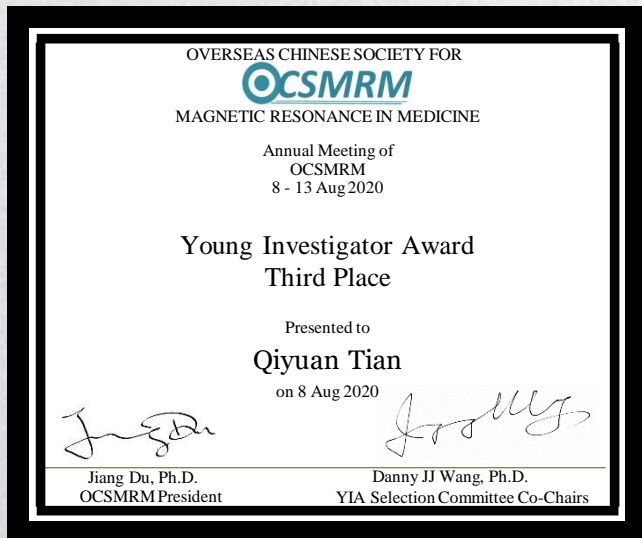 OVERSEAS CHINESE SOCIETY FOR
OCSMRM
MAGNETIC RESONANCE IN MEDICINE
Annual Meeting of
OCSMRM
8 - 13 Aug 2020
Young Investigator Award
Third Place
Presented to
Qiyuan Tian
on 8 Aug 2020
Jiang Du, Ph.D.
OCSMRM President
Danny JJ Wang, Ph.D.
YIA Selection Committee Co-Chairs